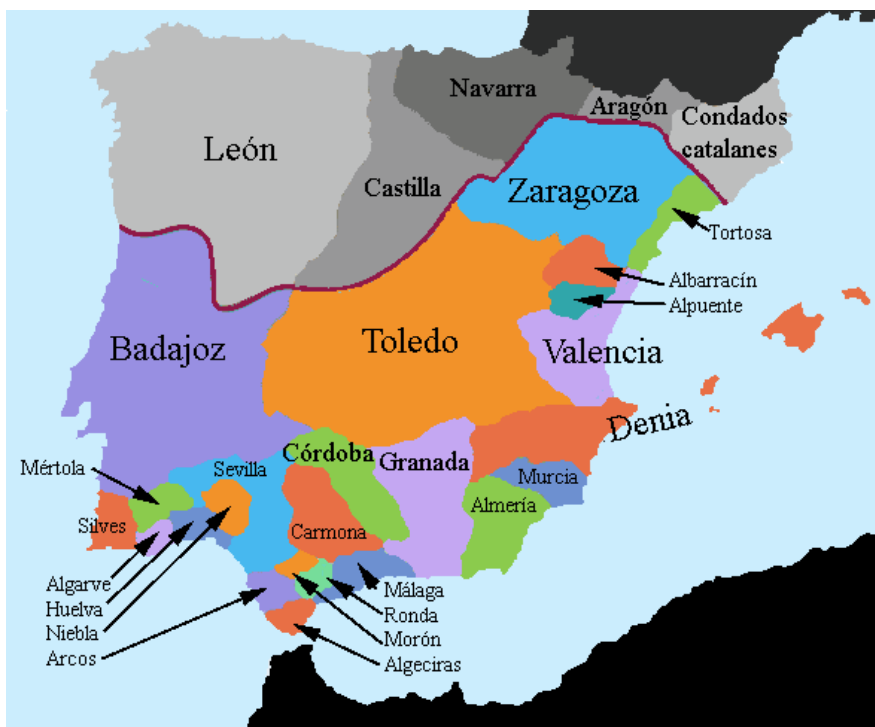 Navarra
Aragón
Condados
catalanes
León
Castilla
Zaragoza
Tortosa
Albarracín
Alpuente
Badajoz
Toledo
Valencia
Denia
Córdoba
Granada
Sevilla
Mértola
Murcia
Almería
Silves
Carmona
Algarve
Huelva
Niebla
Arcos
Málaga
Ronda
Morón
Algeciras